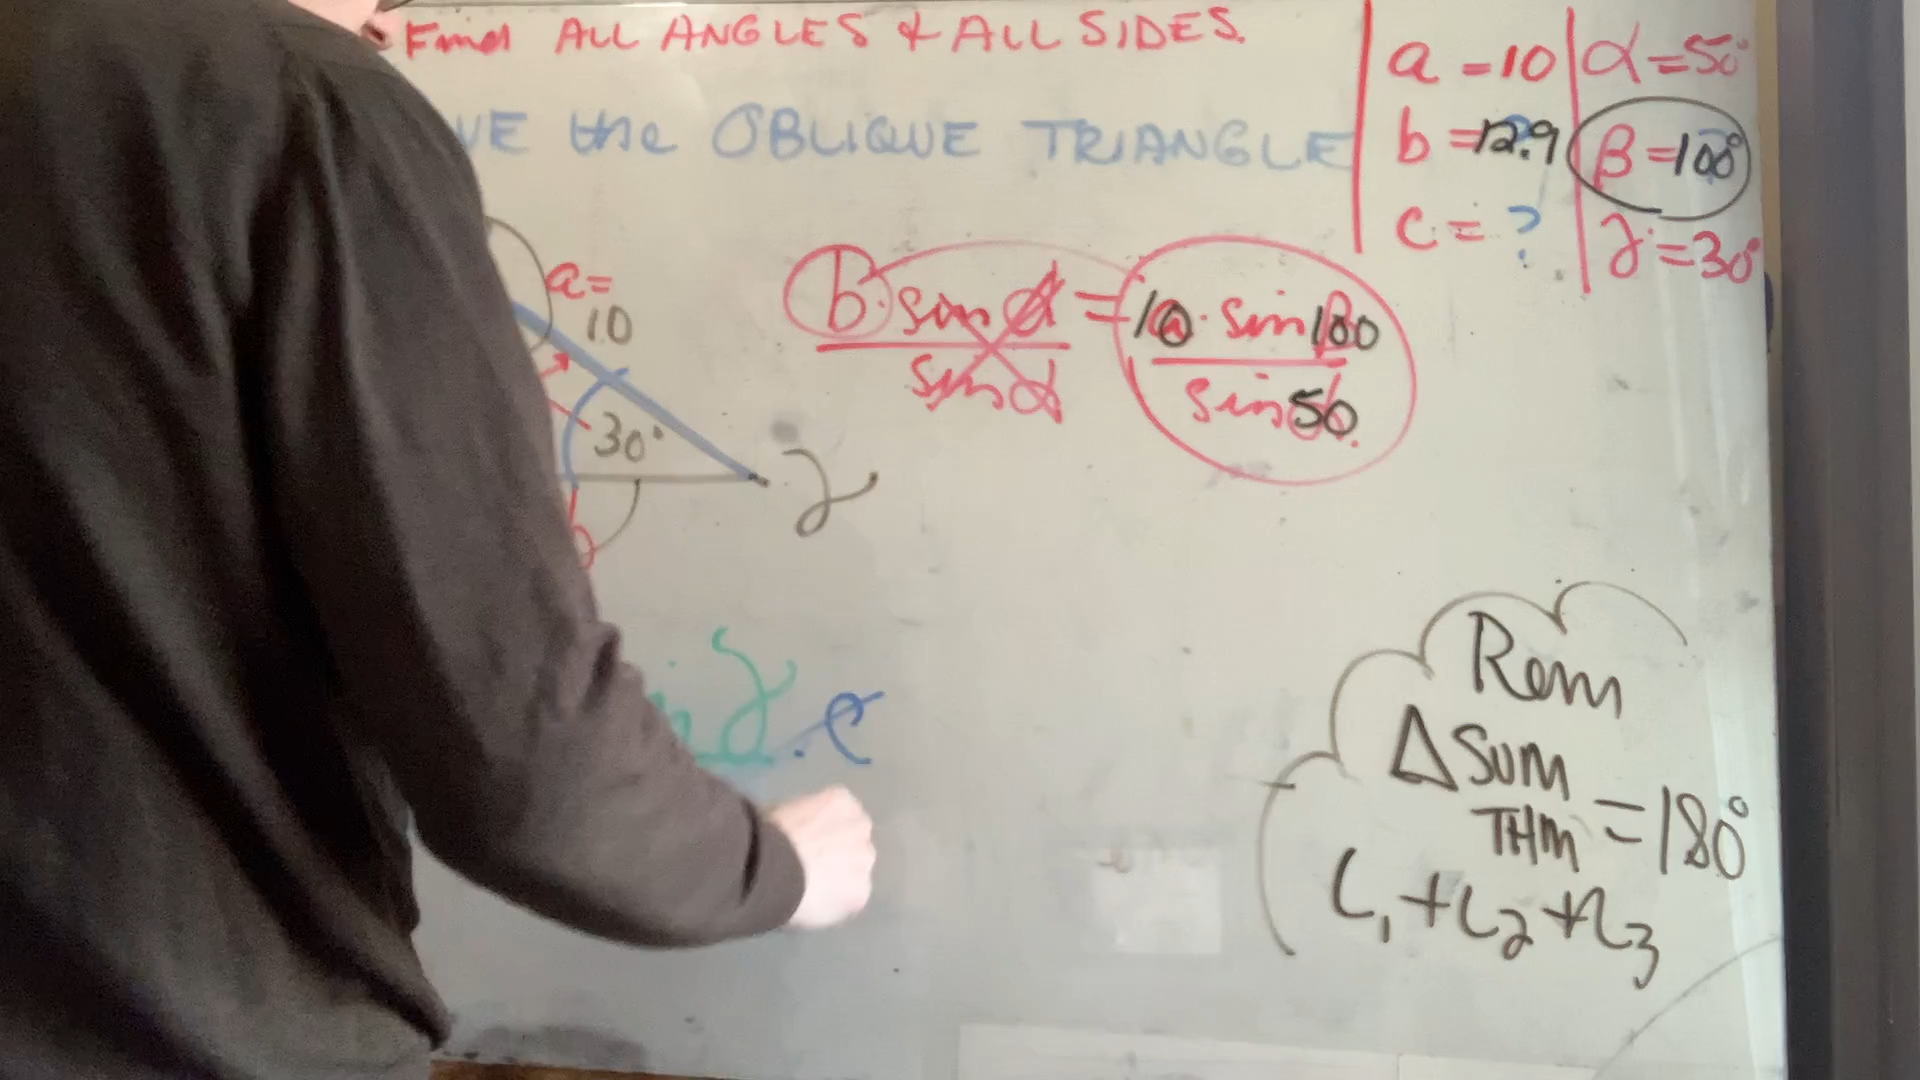 Find ALL ANGLES & ALL SIDES.
VE the OBLIQUE TRIANGLE
a = 10
b = 12.9
c = ?
α = 50°
β = 100°
γ = 30°
a =
10
30°
b
γ
b · sin α = 10 · sin 100
sin α sin 50
γ · c
Rem
Δ SUM
THM = 180°
∠1 + ∠2 + ∠3